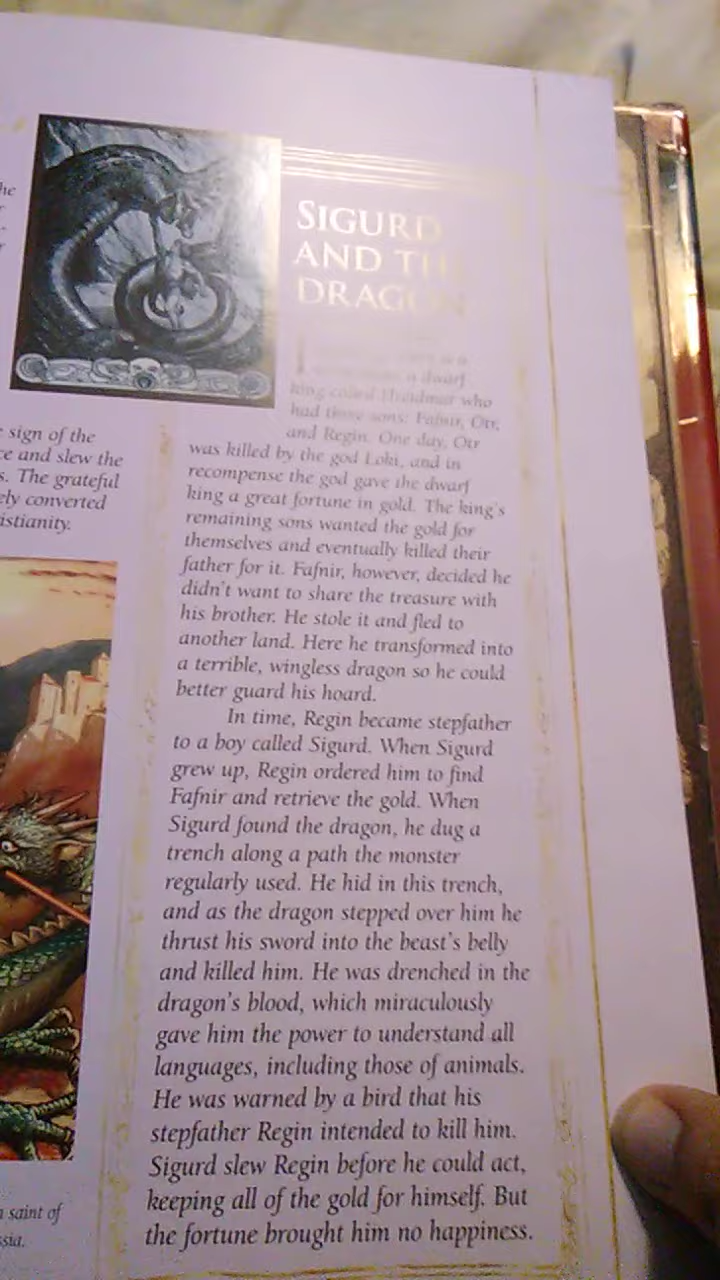 he
r
sign of the
ce and slew the
s. The grateful
ely converted
istianity.
n saint of
ssia.
SIGURD
AND THE
DRAGON
a dwarf
king called Hreidmar who
had three sons: Fafnir, Otr,
and Regin. One day, Otr
was killed by the god Loki, and in
recompense the god gave the dwarf
king a great fortune in gold. The king's
remaining sons wanted the gold for
themselves and eventually killed their
father for it. Fafnir, however, decided he
didn't want to share the treasure with
his brother. He stole it and fled to
another land. Here he transformed into
a terrible, wingless dragon so he could
better guard his hoard.
In time, Regin became stepfather
to a boy called Sigurd. When Sigurd
grew up, Regin ordered him to find
Fafnir and retrieve the gold. When
Sigurd found the dragon, he dug a
trench along a path the monster
regularly used. He hid in this trench,
and as the dragon stepped over him he
thrust his sword into the beast's belly
and killed him. He was drenched in the
dragon's blood, which miraculously
gave him the power to understand all
languages, including those of animals.
He was warned by a bird that his
stepfather Regin intended to kill him.
Sigurd slew Regin before he could act,
keeping all of the gold for himself. But
the fortune brought him no happiness.